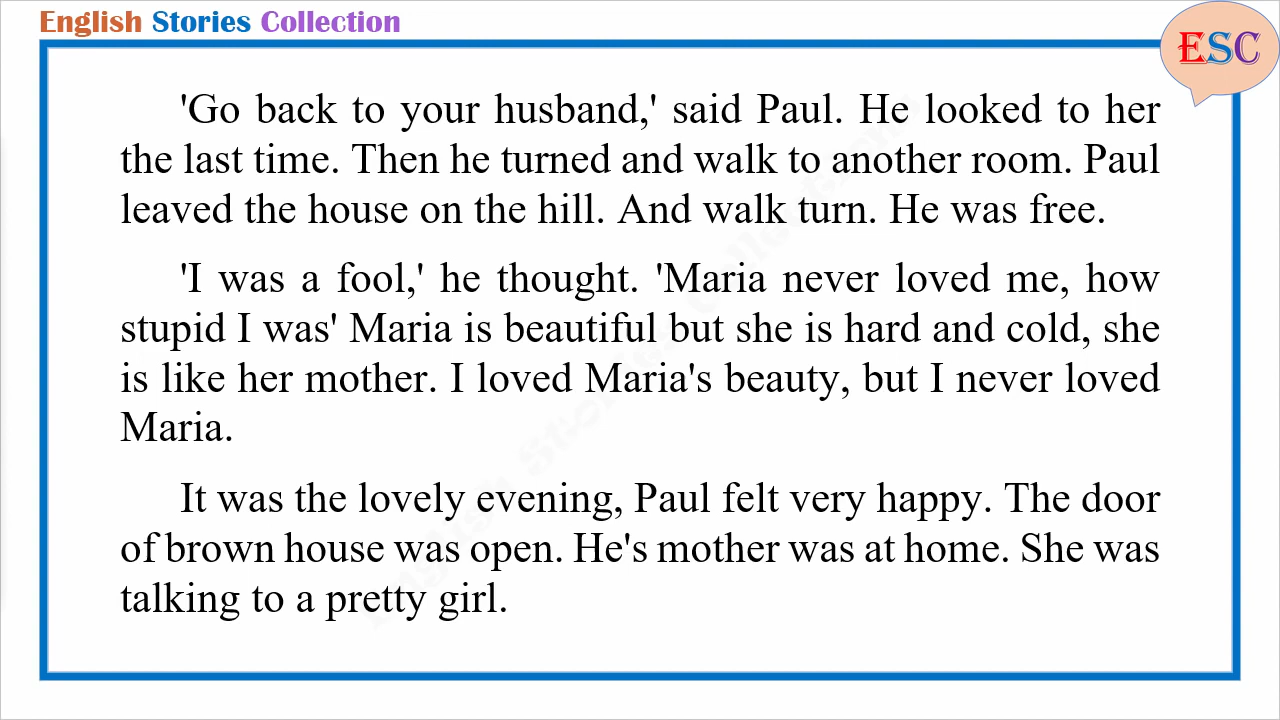 English Stories Collection
ESC
'Go back to your husband,' said Paul. He looked to her
the last time. Then he turned and walk to another room. Paul
leaved the house on the hill. And walk turn. He was free.
'I was a fool,' he thought. 'Maria never loved me, how
stupid I was' Maria is beautiful but she is hard and cold, she
is like her mother. I loved Maria's beauty, but I never loved
Maria.
It was the lovely evening, Paul felt very happy. The door
of brown house was open. He's mother was at home. She was
talking to a pretty girl.
English Stories Collections